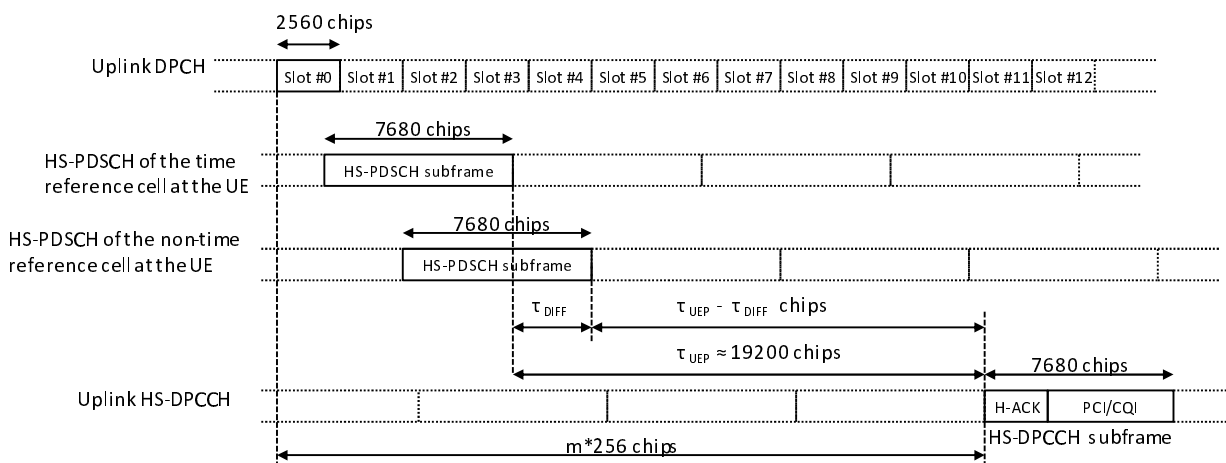 2560 chips
Uplink DPCH
Slot #0 Slot #1 Slot #2 Slot #3 Slot #4 Slot #5 Slot #6 Slot #7 Slot #8 Slot #9 Slot #10 Slot #11 Slot #12
7680 chips
HS-PDSCH of the time
reference cell at the UE
HS-PDSCH subframe
7680 chips
HS-PDSCH of the non-time
reference cell at the UE
HS-PDSCH subframe
τ DIFF
τ UEP - τ DIFF chips
τ UEP ≈ 19200 chips
7680 chips
Uplink HS-DPCCH
H-ACK PCI/CQI
HS-DPCCH subframe
m*256 chips